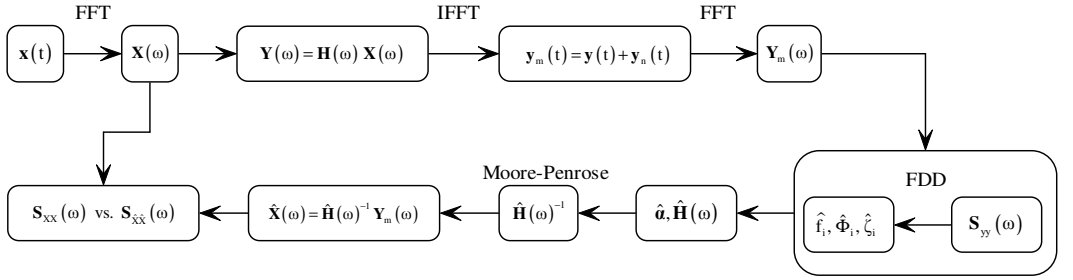 FFT
IFFT
FFT
x(t)
X(ω)
Y(ω) = H(ω) X(ω)
y_m(t) = y(t) + y_n(t)
Y_m(ω)
Moore-Penrose
FDD
S_XX(ω) vs. S_X̂X̂(ω)
X̂(ω) = Ĥ(ω)⁻¹ Y_m(ω)
Ĥ(ω)⁻¹
α̂, Ĥ(ω)
f̂_i, Φ̂_i, ζ̂_i
S_yy(ω)